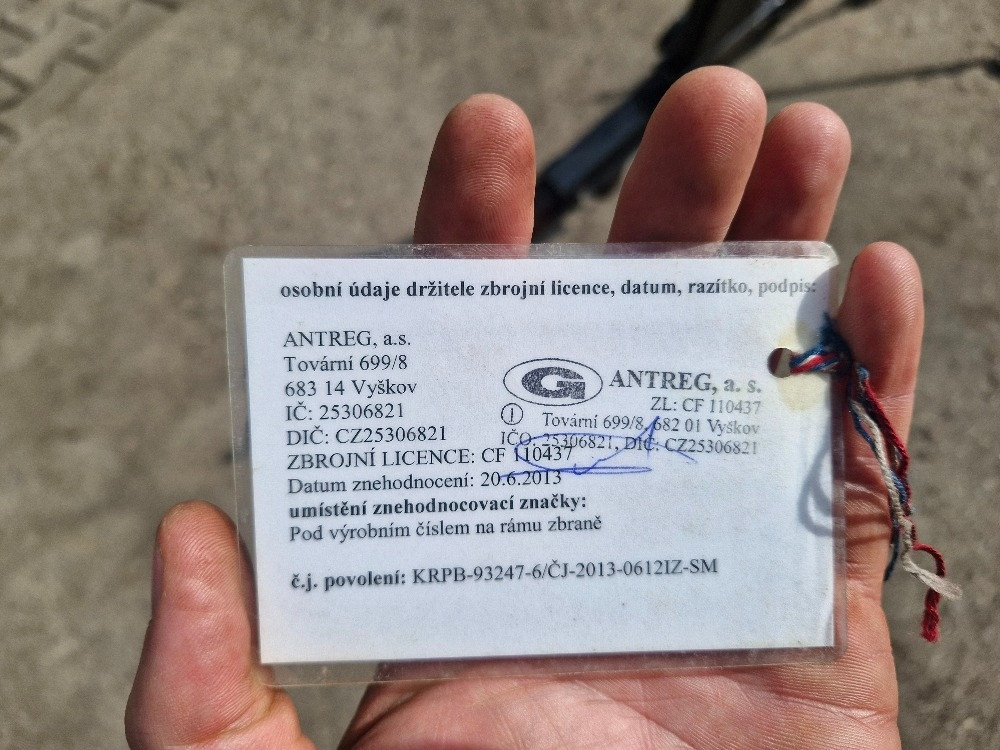 osobní údaje držitele zbrojní licence, datum, razítko, podpis:
ANTREG, a.s.
Tovární 699/8
683 14 Vyškov
IČ: 25306821
DIČ: CZ25306821
ZBROJNÍ LICENCE: CF 110437
Datum znehodnocení: 20.6.2013
umístění znehodnocovací značky:
Pod výrobním číslem na rámu zbraně
č.j. povolení: KRPB-93247-6/ČJ-2013-0612IZ-SM
G ANTREG, a. s.
ZL: CF 110437
Tovární 699/8, 682 01 Vyškov
IČO: 25306821, DIČ: CZ25306821